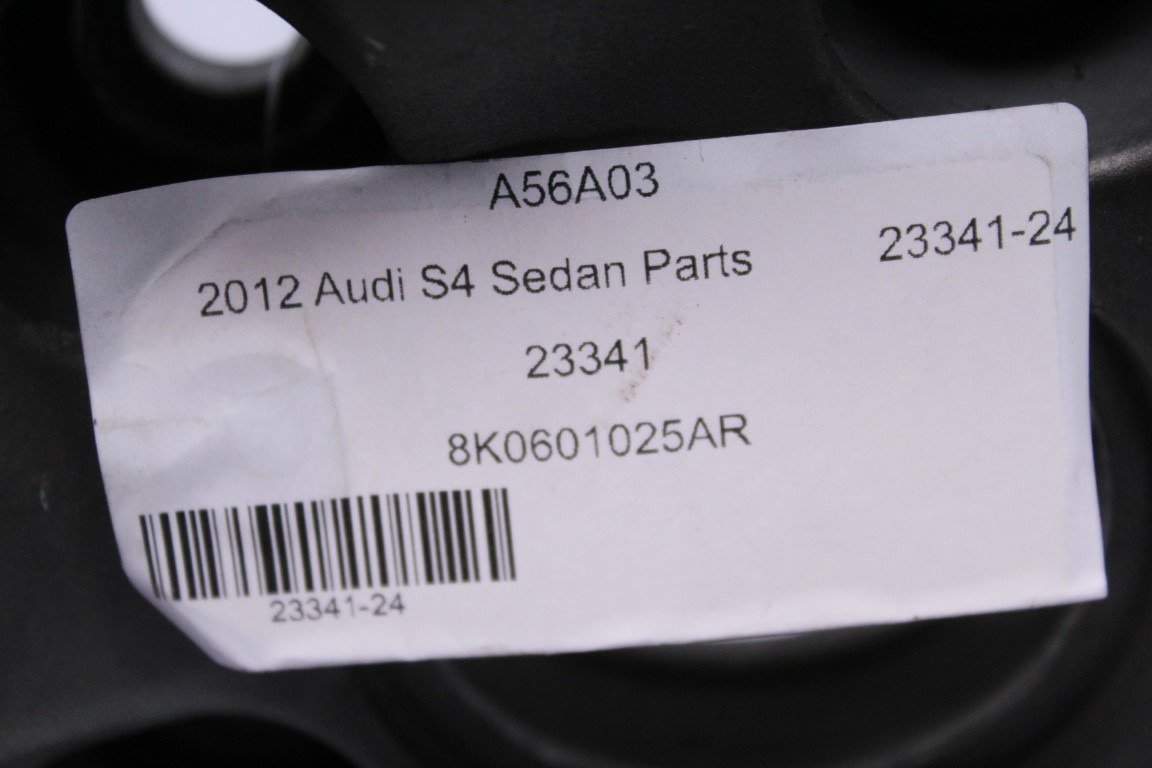 A56A03
2012 Audi S4 Sedan Parts
23341-24
23341
8K0601025AR
23341-24